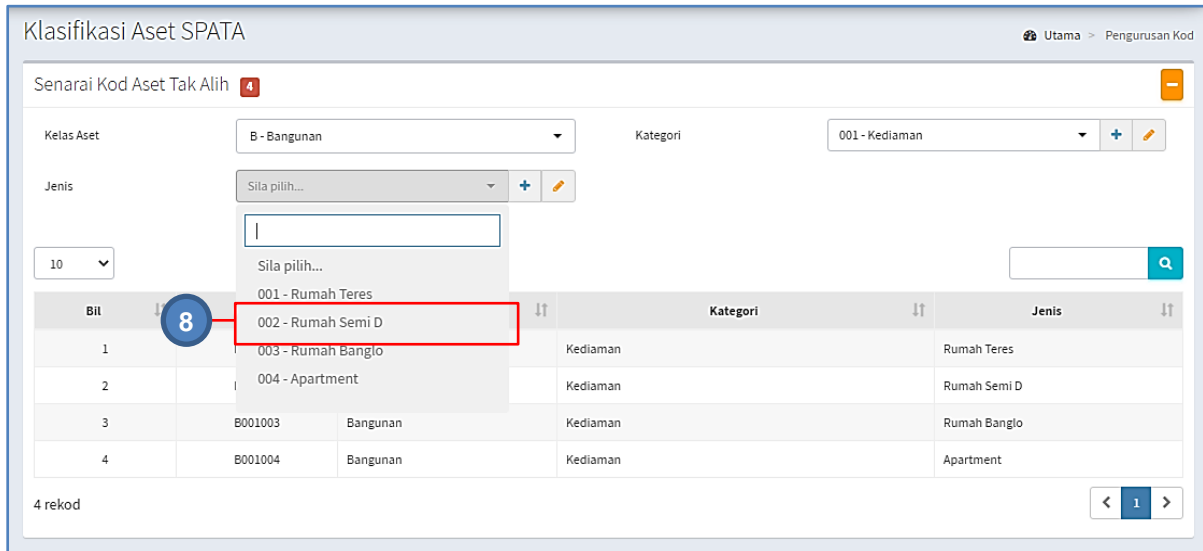 Klasifikasi Aset SPATA
Utama > Pengurusan Kod
Senarai Kod Aset Tak Alih 4
Kelas Aset B - Bangunan Kategori 001 - Kediaman
Jenis Sila pilih...
Sila pilih...
001 - Rumah Teres
002 - Rumah Semi D
003 - Rumah Banglo
004 - Apartment
8
10
Bil Kategori Jenis
1 Kediaman Rumah Teres
2 Kediaman Rumah Semi D
3 B001003 Bangunan Kediaman Rumah Banglo
4 B001004 Bangunan Kediaman Apartment
4 rekod
< 1 >